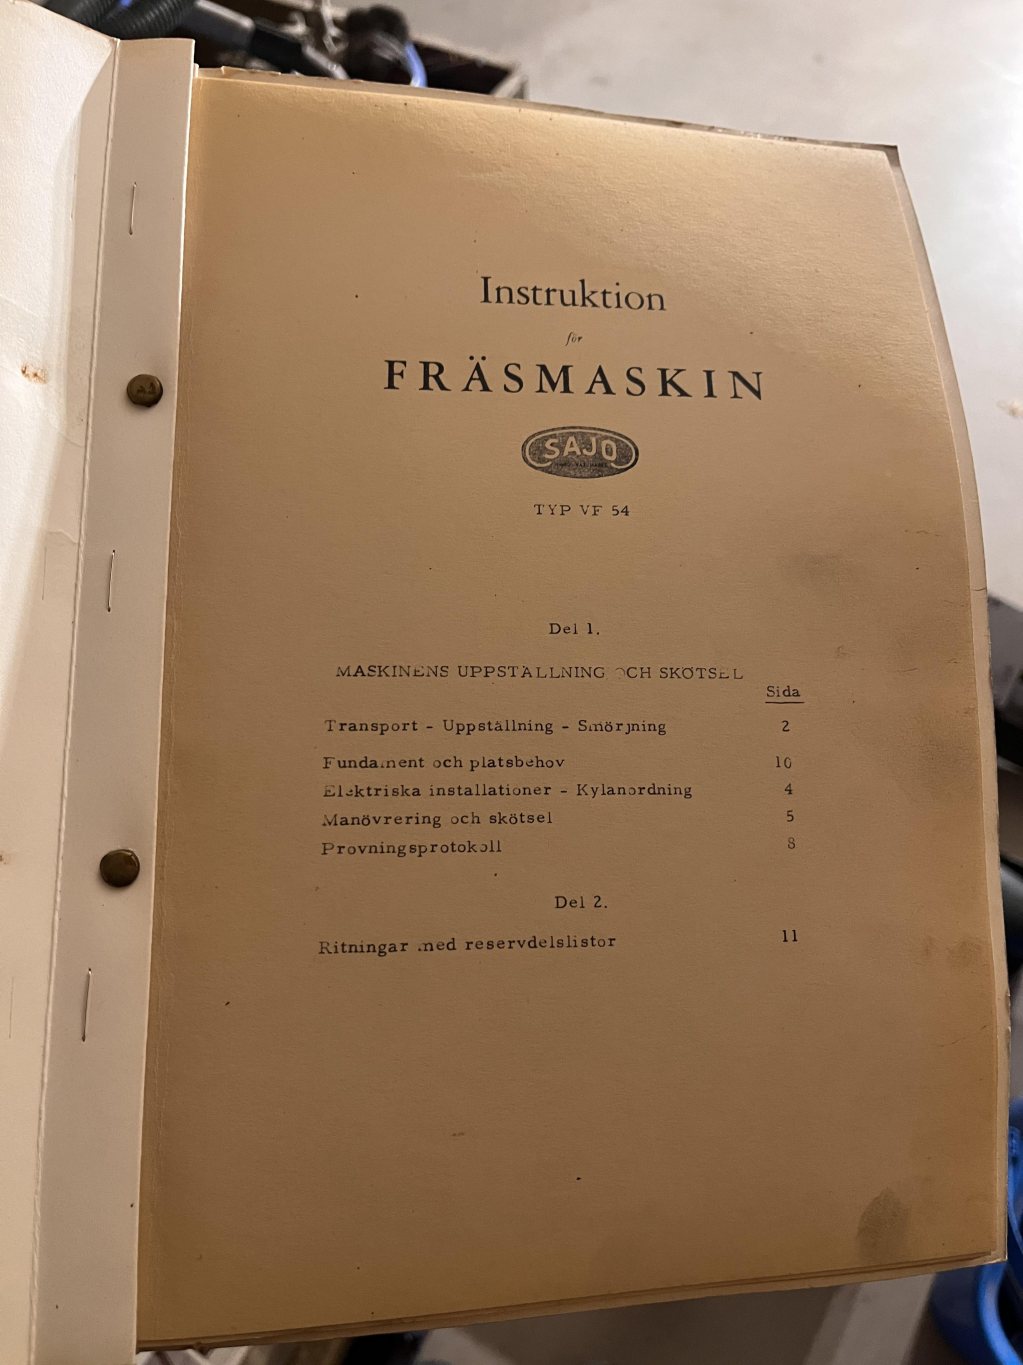 Instruktion
för
FRÄSMASKIN
SAJO
TYP VF 54
Del 1.
MASKINENS UPPSTÄLLNING OCH SKÖTSEL
Sida
Transport - Uppställning - Smörjning 2
Fundament och platsbehov 10
Elektriska installationer - Kylanordning 4
Manövrering och skötsel 5
Provningsprotokoll 8
Del 2.
Ritningar med reservdelslistor 11